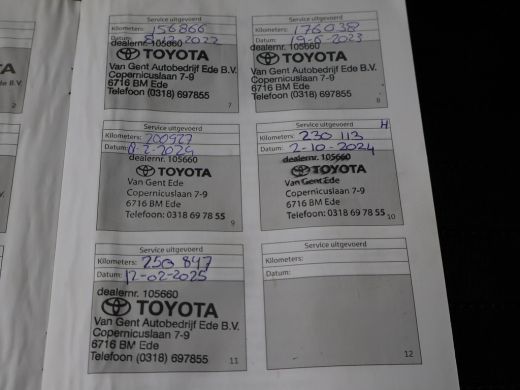 Service uitgevoerd
Kilometers: 156866
Datum: 8-12-2022
dealernr. 105660
TOYOTA
Van Gent Autobedrijf Ede B.V.
Copernicuslaan 7-9
6716 BM Ede
Telefoon (0318) 697855
7
Service uitgevoerd
Kilometers: 176038
Datum: 19-6-2023
dealernr. 105660
TOYOTA
Van Gent Autobedrijf Ede B.V.
Copernicuslaan 7-9
6716 BM Ede
Telefoon (0318) 697855
8
Service uitgevoerd
Kilometers: 200927
Datum: 8-2-2024
dealernr. 105660
TOYOTA
Van Gent Ede
Copernicuslaan 7-9
6716 BM Ede
Telefoon: 0318 69 78 55
9
Service uitgevoerd
Kilometers: 230 113
Datum: 2-10-2024
dealernr. 105660
TOYOTA
Van Gent Ede
Copernicuslaan 7-9
6716 BM Ede
Telefoon: 0318 69 78 55
10
Service uitgevoerd
Kilometers: 250 847
Datum: 12-02-2025
dealernr. 105660
TOYOTA
Van Gent Autobedrijf Ede B.V.
Copernicuslaan 7-9
6716 BM Ede
Telefoon (0318) 697855
11
Service uitgevoerd
Kilometers:
Datum:
12